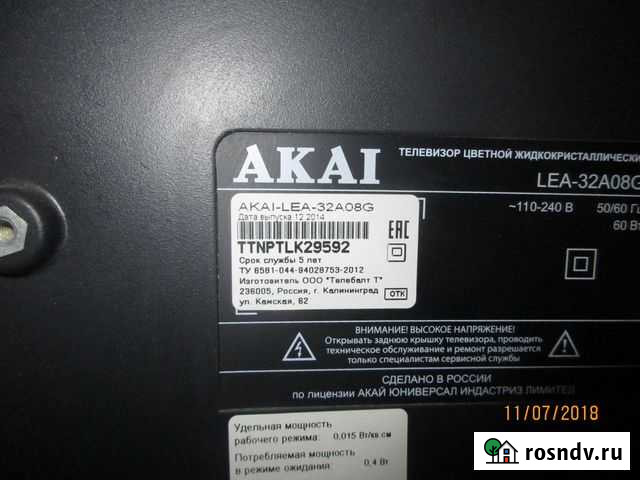 AKAI
ТЕЛЕВИЗОР ЦВЕТНОЙ ЖИДКОКРИСТАЛЛИЧЕСКИ
LEA-32A08G
~110-240 В 50/60 Гц
60 Вт
AKAI-LEA-32A08G
Дата выпуска 12.2014
TTNPTLK29592
Срок службы 5 лет
ТУ 6581-044-94028753-2012
Изготовитель ООО "Телебалт Т"
236005, Россия, г. Калининград
ул. Камская, 82
EAC
ОТК
ВНИМАНИЕ! ВЫСОКОЕ НАПРЯЖЕНИЕ!
Открывать заднюю крышку телевизора, проводить
техническое обслуживание и ремонт разрешается
только специалистам сервисной службы
СДЕЛАНО В РОССИИ
по лицензии АКАЙ ЮНИВЕРСАЛ ИНДАСТРИЗ ЛИМИТЕД
Удельная мощность
рабочего режима: 0,015 Вт/кв.см
Потребляемая мощность
в режиме ожидания: 0,4 Вт
11/07/2018
rosndv.ru